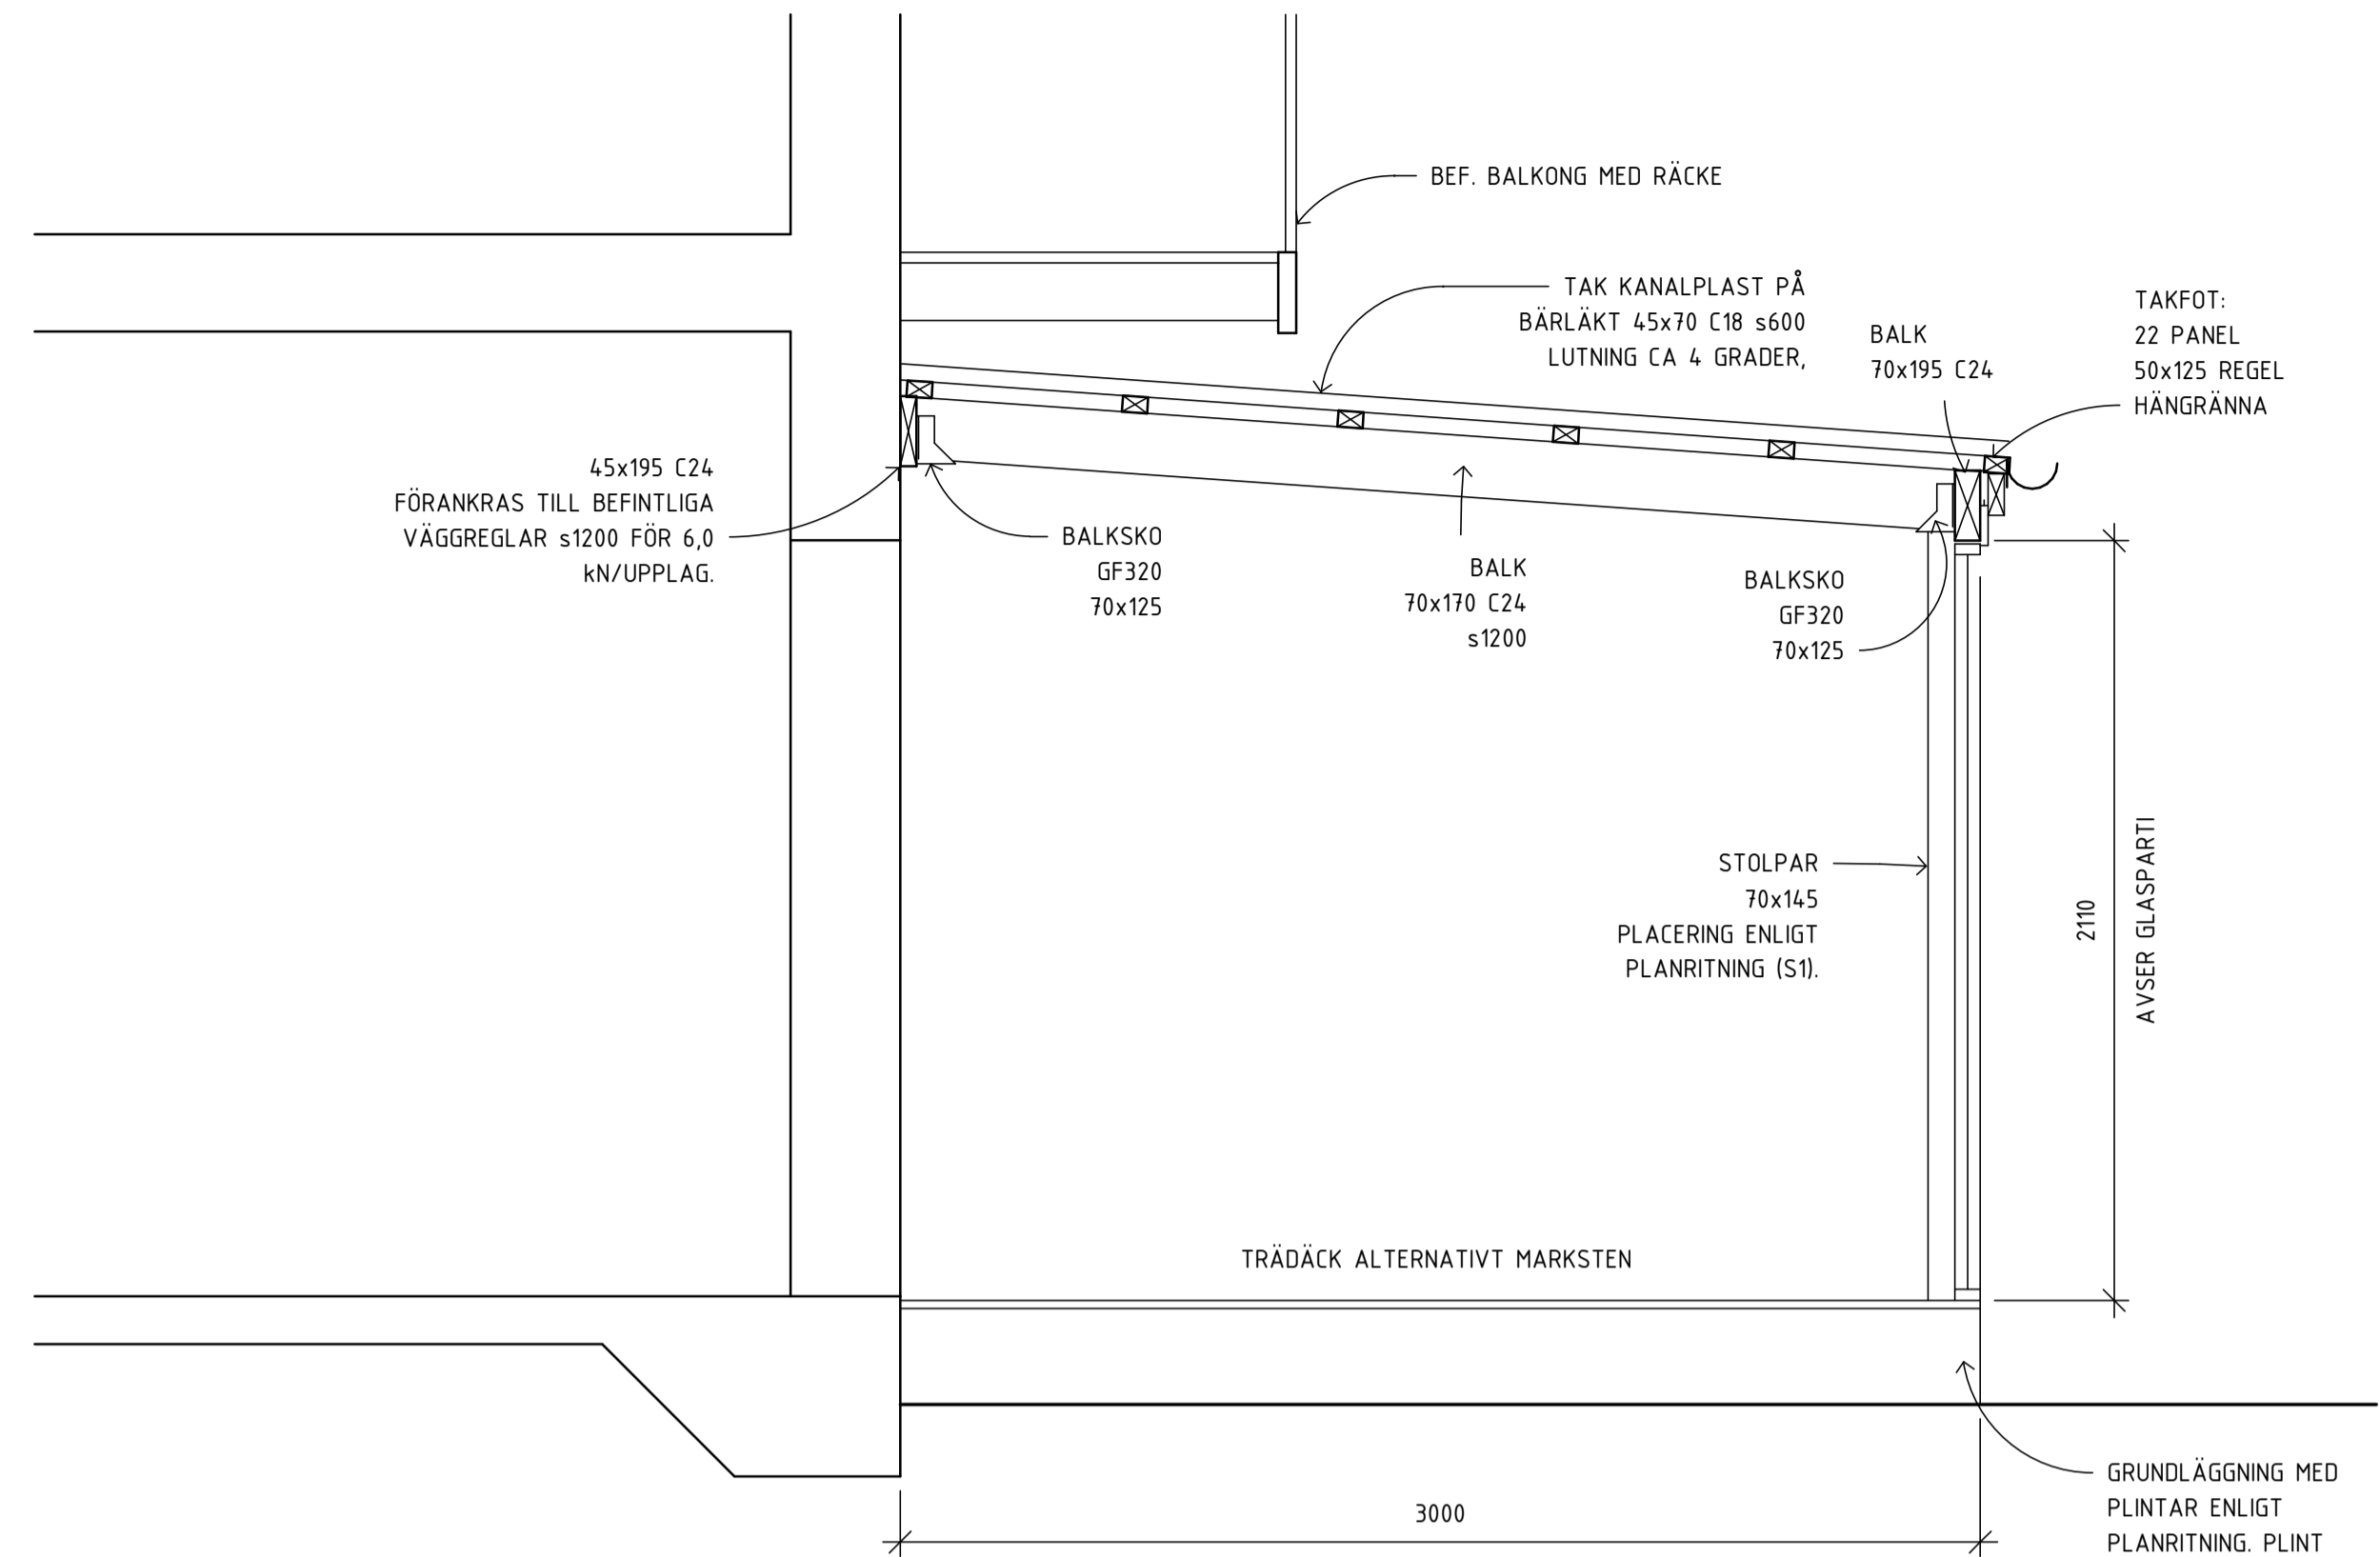 BEF. BALKONG MED RÄCKE
TAK KANALPLAST PÅ
BÄRLÄKT 45x70 C18 s600
LUTNING CA 4 GRADER,
BALK
70x195 C24
TAKFOT:
22 PANEL
50x125 REGEL
HÄNGRÄNNA
45x195 C24
FÖRANKRAS TILL BEFINTLIGA
VÄGGREGLAR s1200 FÖR 6,0
kN/UPPLAG.
BALKSKO
GF320
70x125
BALK
70x170 C24
s1200
BALKSKO
GF320
70x125
STOLPAR
70x145
PLACERING ENLIGT
PLANRITNING (S1).
2110
AVSER GLASPARTI
TRÄDÄCK ALTERNATIVT MARKSTEN
3000
GRUNDLÄGGNING MED
PLINTAR ENLIGT
PLANRITNING. PLINT